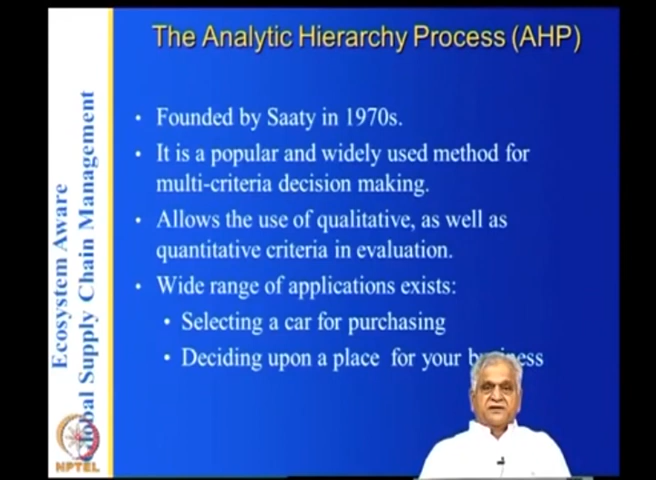 The Analytic Hierarchy Process (AHP)
• Founded by Saaty in 1970s.
• It is a popular and widely used method for
multi-criteria decision making.
• Allows the use of qualitative, as well as
quantitative criteria in evaluation.
• Wide range of applications exists:
• Selecting a car for purchasing
• Deciding upon a place for your business
Ecosystem Aware
Global Supply Chain Management
NPTEL